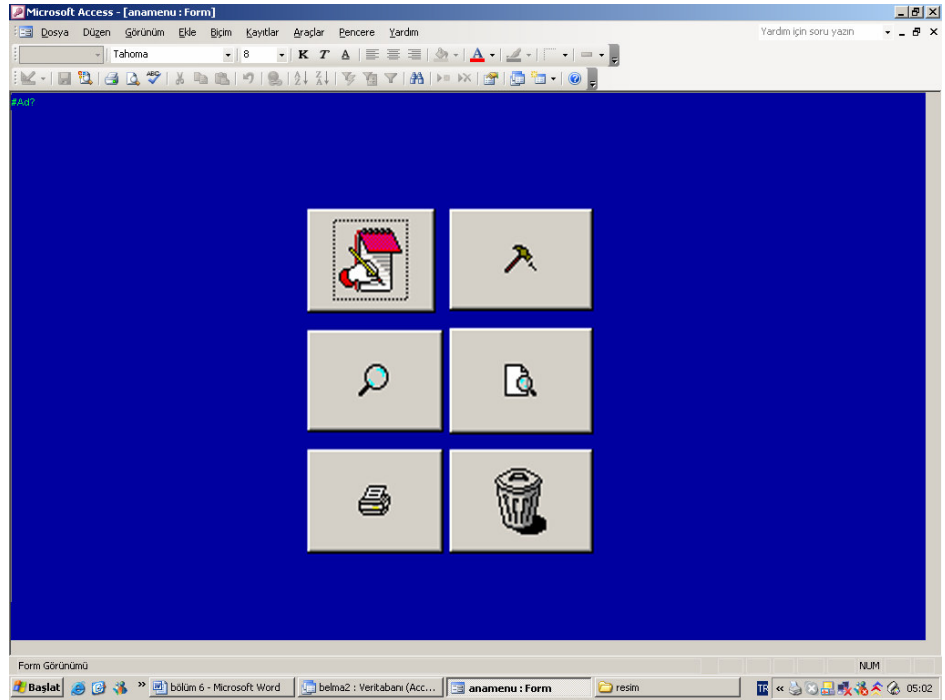 Microsoft Access - [anamenu : Form]
Dosya Düzen Görünüm Ekle Biçim Kayıtlar Araçlar Pencere Yardım Yardım için soru yazın
Tahoma 8 K T A A
ABC
#Ad?
Form Görünümü NUM
Başlat » bölüm 6 - Microsoft Word belma2 : Veritabanı (Acc... anamenu : Form resim TR « 05:02